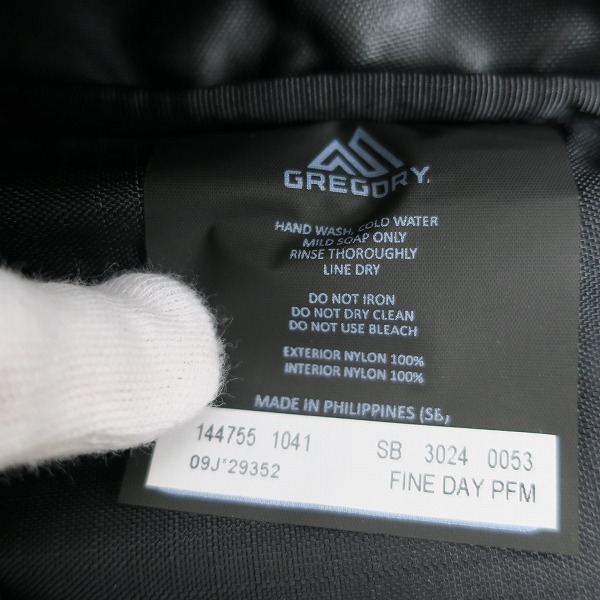 GREGORY.
HAND WASH, COLD WATER
MILD SOAP ONLY
RINSE THOROUGHLY
LINE DRY
DO NOT IRON
DO NOT DRY CLEAN
DO NOT USE BLEACH
EXTERIOR NYLON 100%
INTERIOR NYLON 100%
MADE IN PHILIPPINES (SB)
144755 1041 SB 3024 0053
09J*29352 FINE DAY PFM